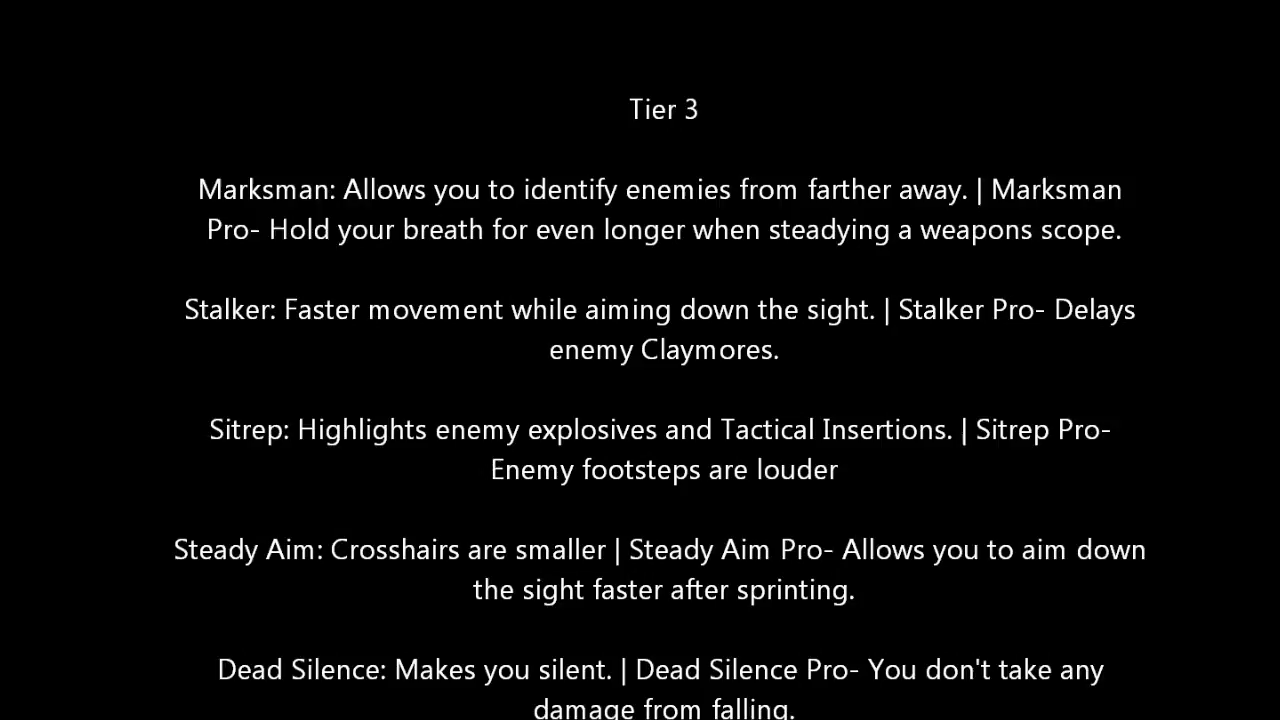 Tier 3
Marksman: Allows you to identify enemies from farther away. | Marksman
Pro- Hold your breath for even longer when steadying a weapons scope.
Stalker: Faster movement while aiming down the sight. | Stalker Pro- Delays
enemy Claymores.
Sitrep: Highlights enemy explosives and Tactical Insertions. | Sitrep Pro-
Enemy footsteps are louder
Steady Aim: Crosshairs are smaller | Steady Aim Pro- Allows you to aim down
the sight faster after sprinting.
Dead Silence: Makes you silent. | Dead Silence Pro- You don't take any
damage from falling.